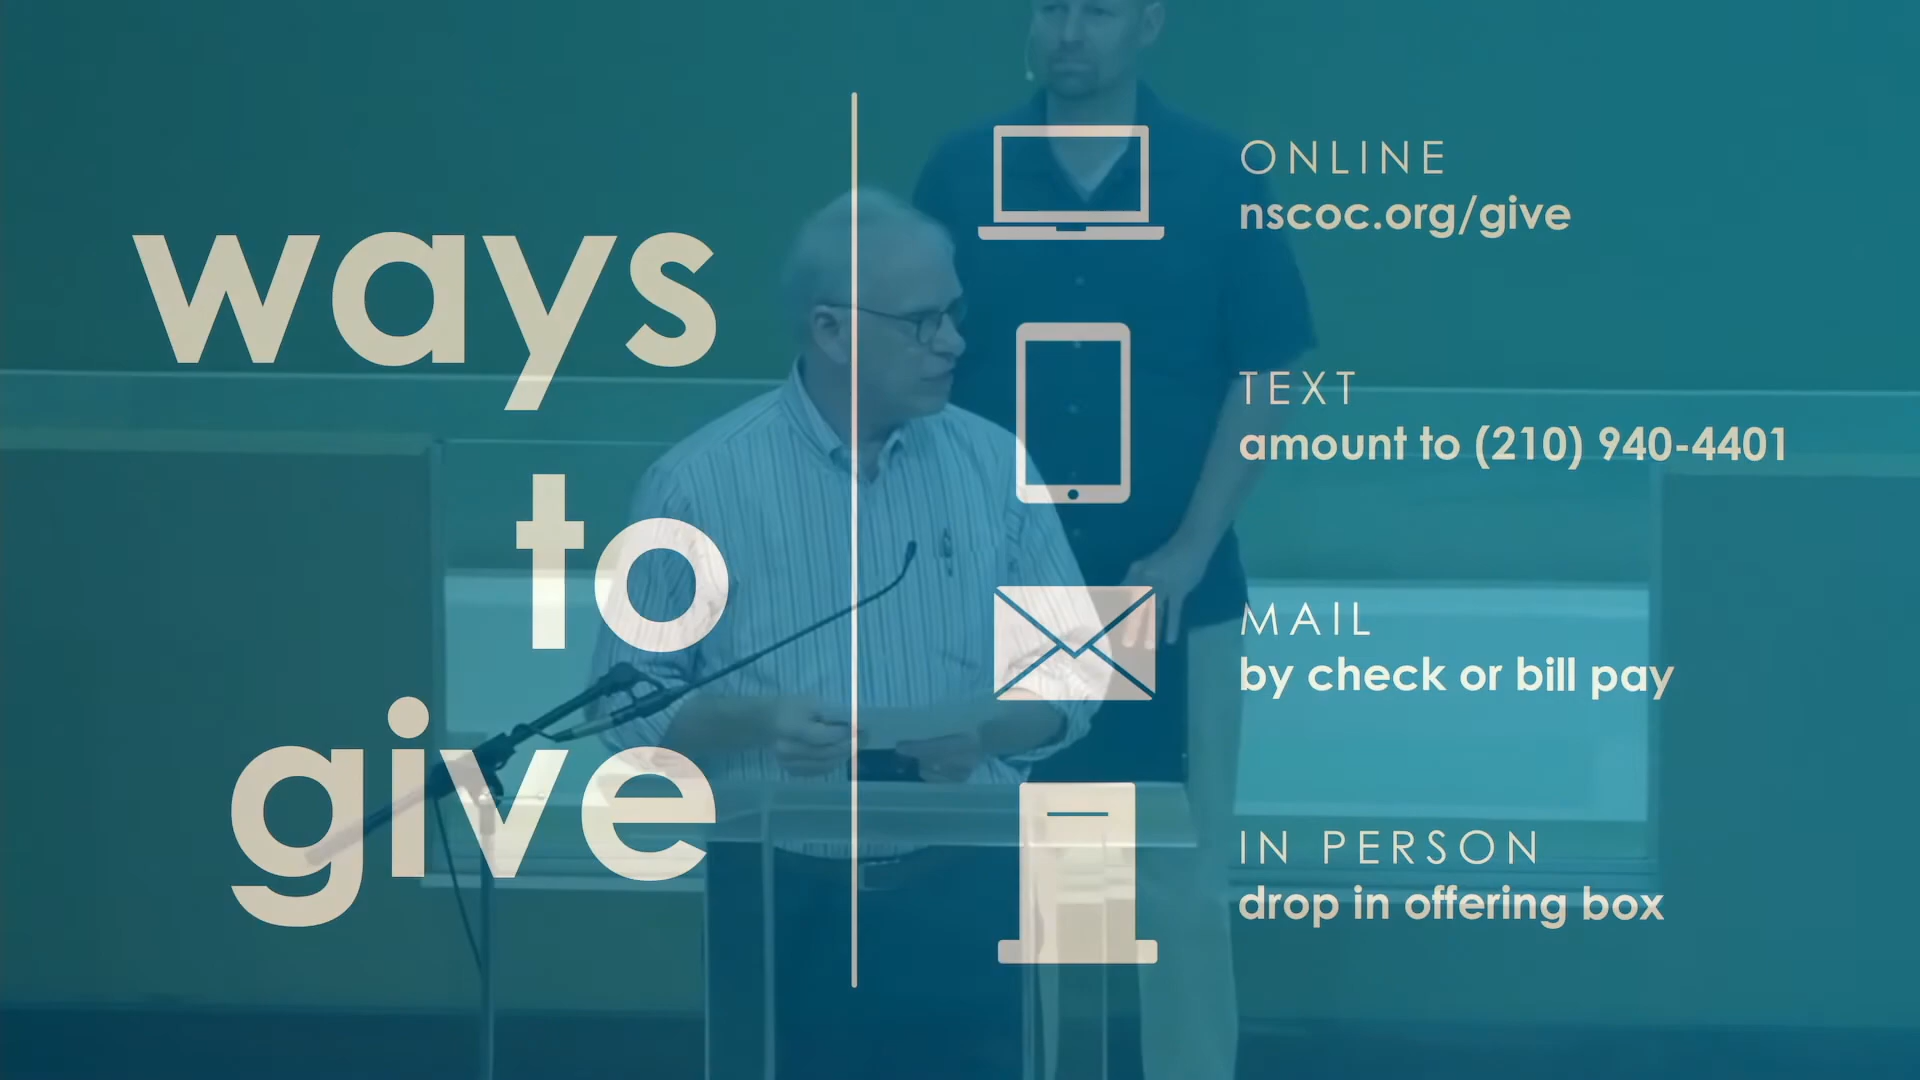 ways
to
give
ONLINE
nscoc.org/give
TEXT
amount to (210) 940-4401
MAIL
by check or bill pay
IN PERSON
drop in offering box